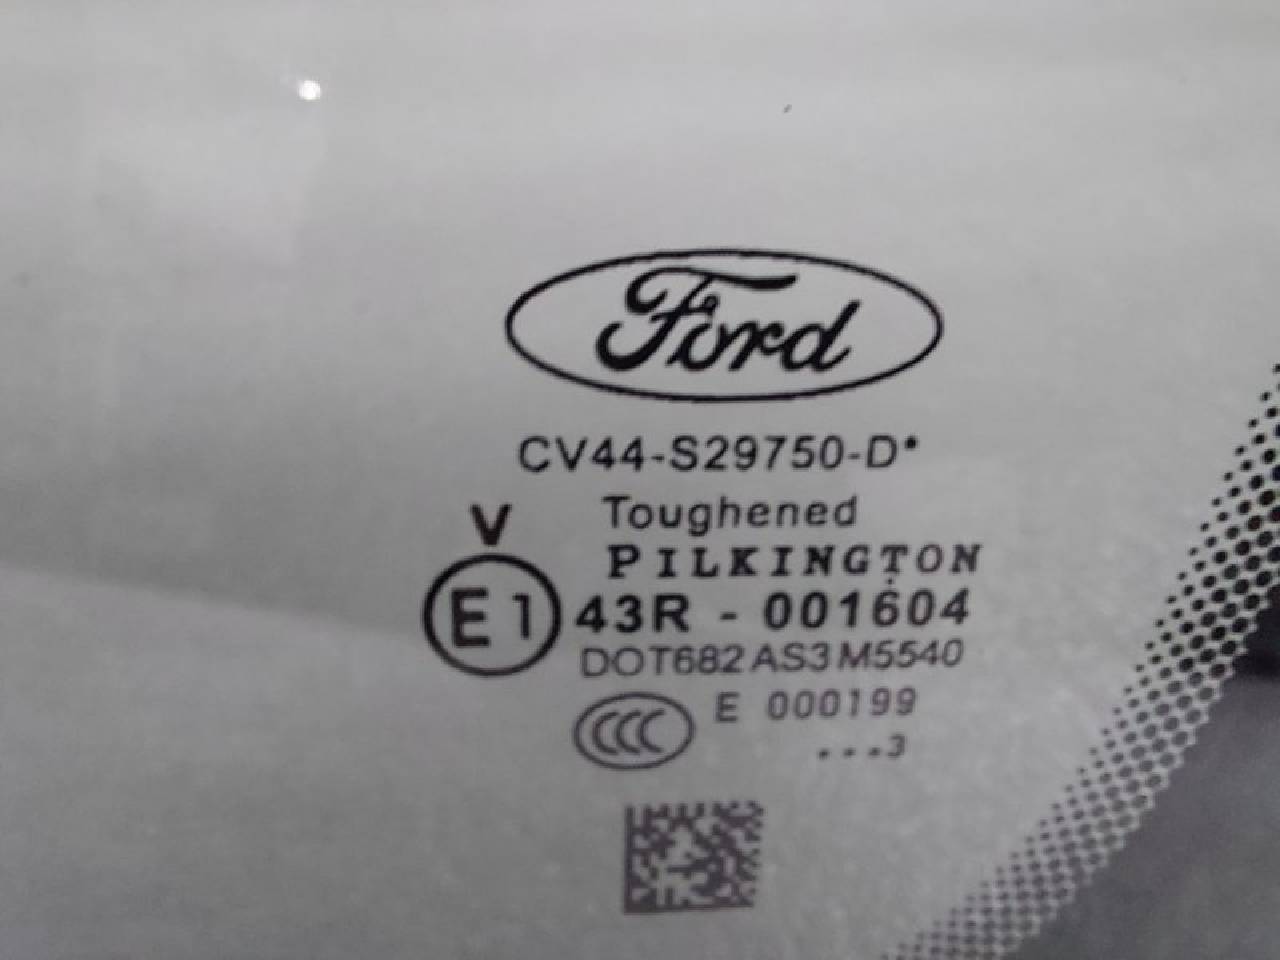 Ford
CV44-S29750-D•
Toughened
V
PILKINGTON
E1 43R - 001604
DOT682 AS3 M5540
CCC E 000199
...3